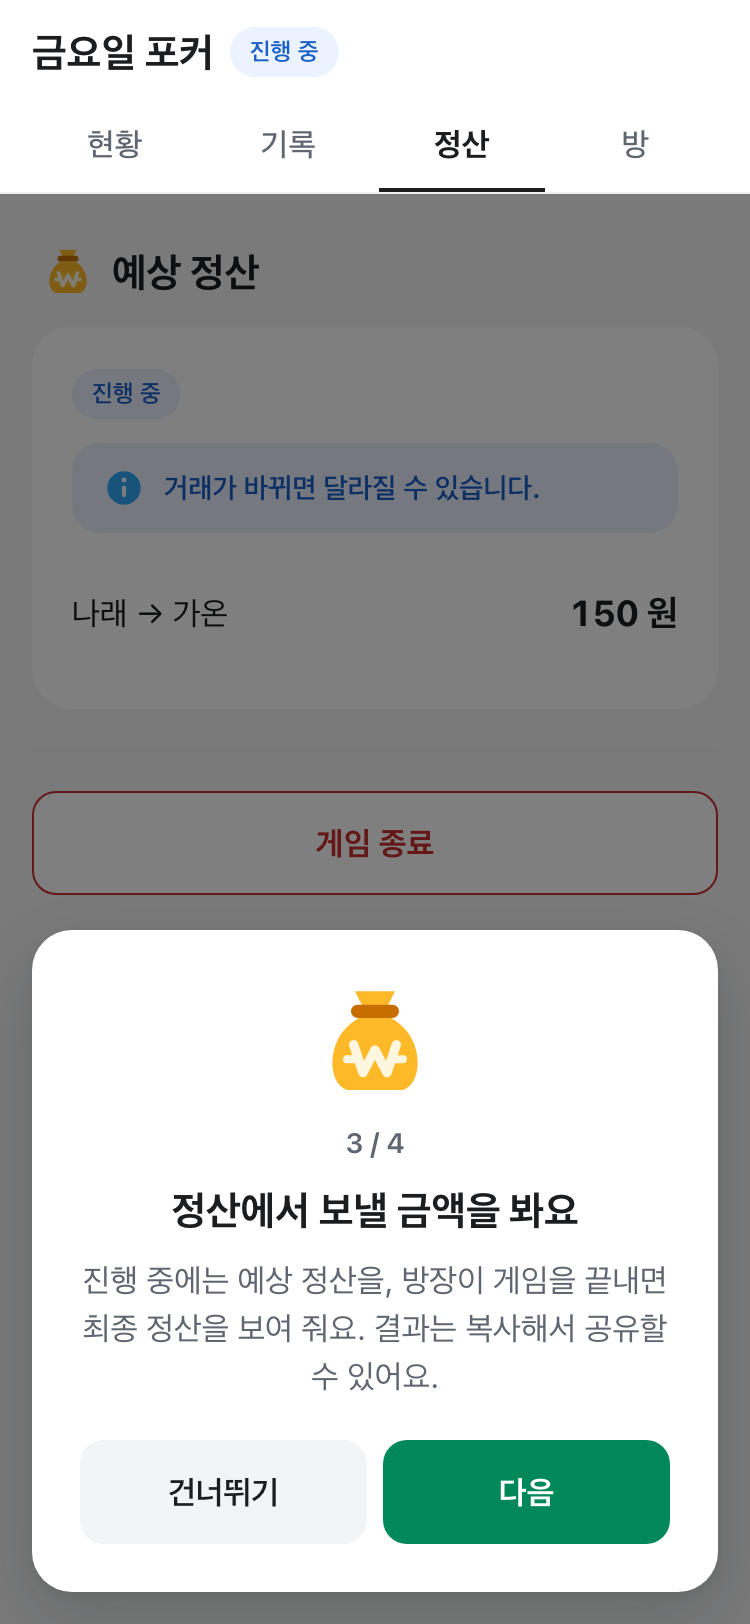 금요일 포커 진행 중
현황 기록 정산 방
예상 정산
진행 중
거래가 바뀌면 달라질 수 있습니다.
나래 → 가온 150 원
게임 종료
3 / 4
정산에서 보낼 금액을 봐요
진행 중에는 예상 정산을, 방장이 게임을 끝내면
최종 정산을 보여 줘요. 결과는 복사해서 공유할
수 있어요.
건너뛰기 다음